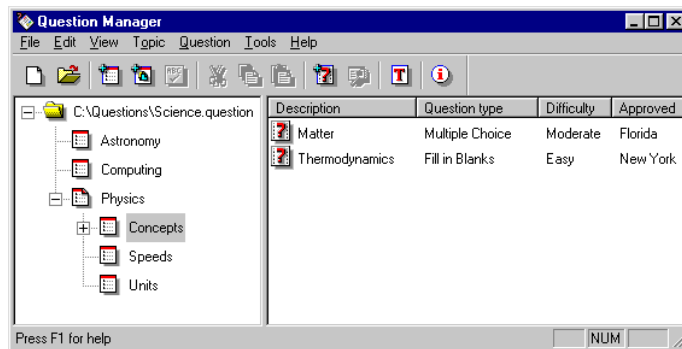 Question Manager
File Edit View Topic Question Tools Help
ABC
T
C:\Questions\Science.question
Astronomy
Computing
Physics
Concepts
Speeds
Units
Description Question type Difficulty Approved
Matter Multiple Choice Moderate Florida
Thermodynamics Fill in Blanks Easy New York
Press F1 for help
NUM